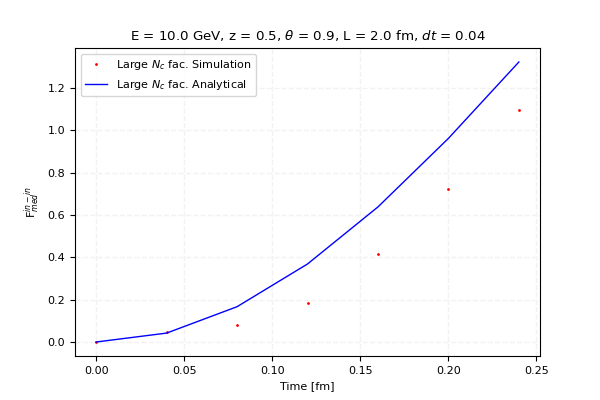 E = 10.0 GeV, z = 0.5, θ = 0.9, L = 2.0 fm, dt = 0.04
Large N_c fac. Simulation
Large N_c fac. Analytical
1.2
1.0
0.8
0.6
0.4
0.2
0.0
F_{med}^{in-in}
0.00 0.05 0.10 0.15 0.20 0.25
Time [fm]